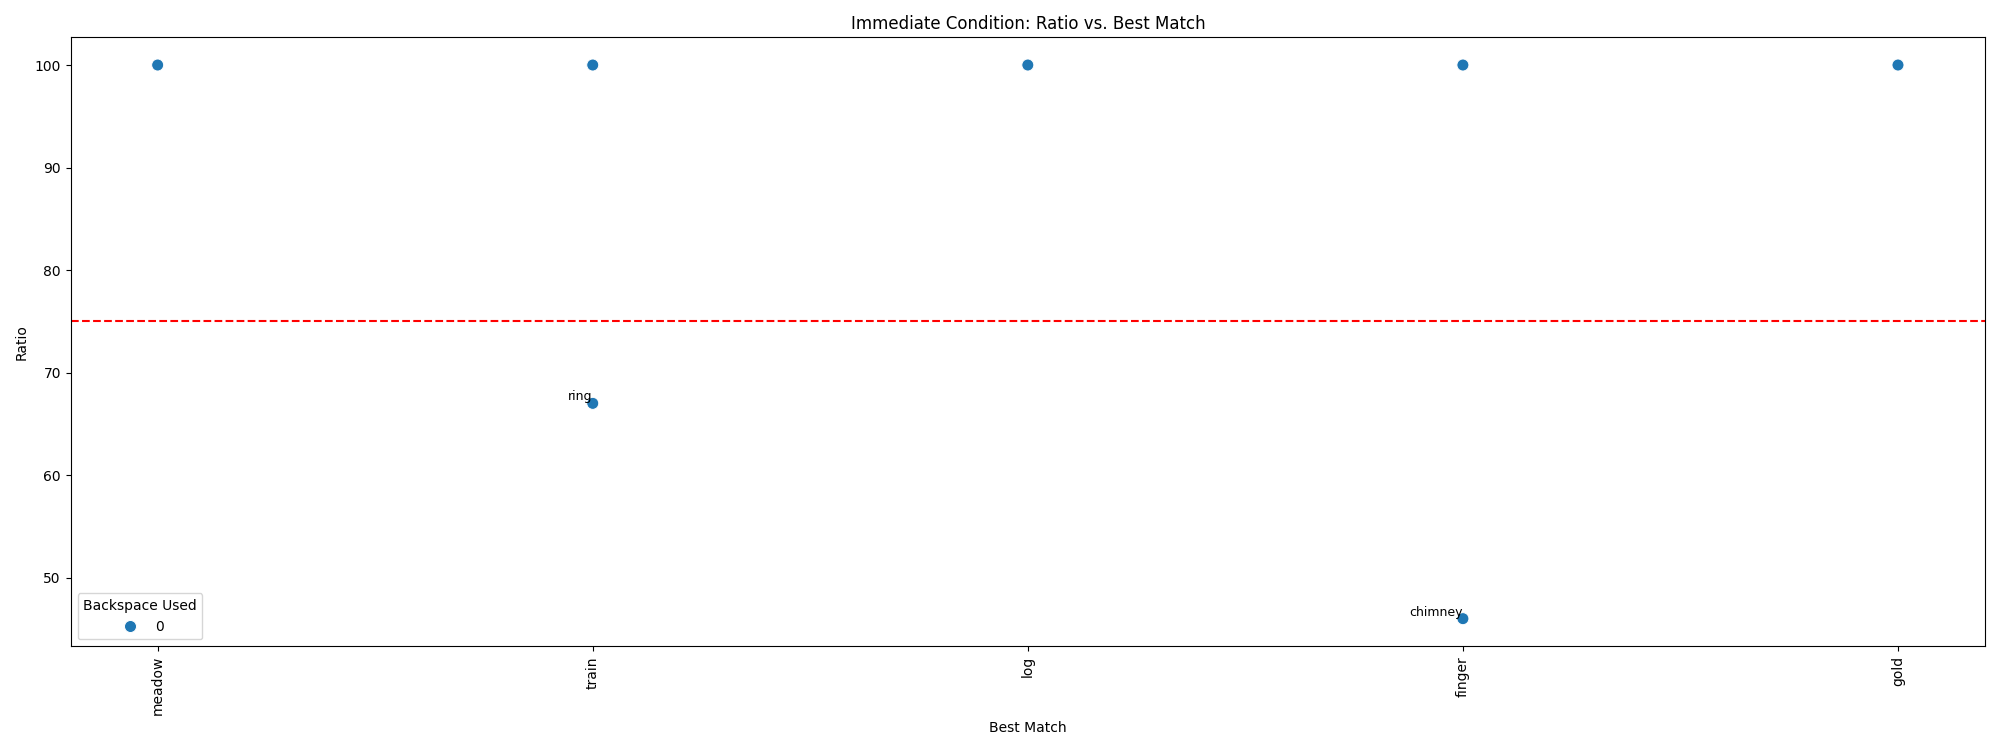 Immediate Condition: Ratio vs. Best Match
100
90
80
70
60
50
Ratio
ring
chimney
Backspace Used
0
meadow
train
log
finger
gold
Best Match